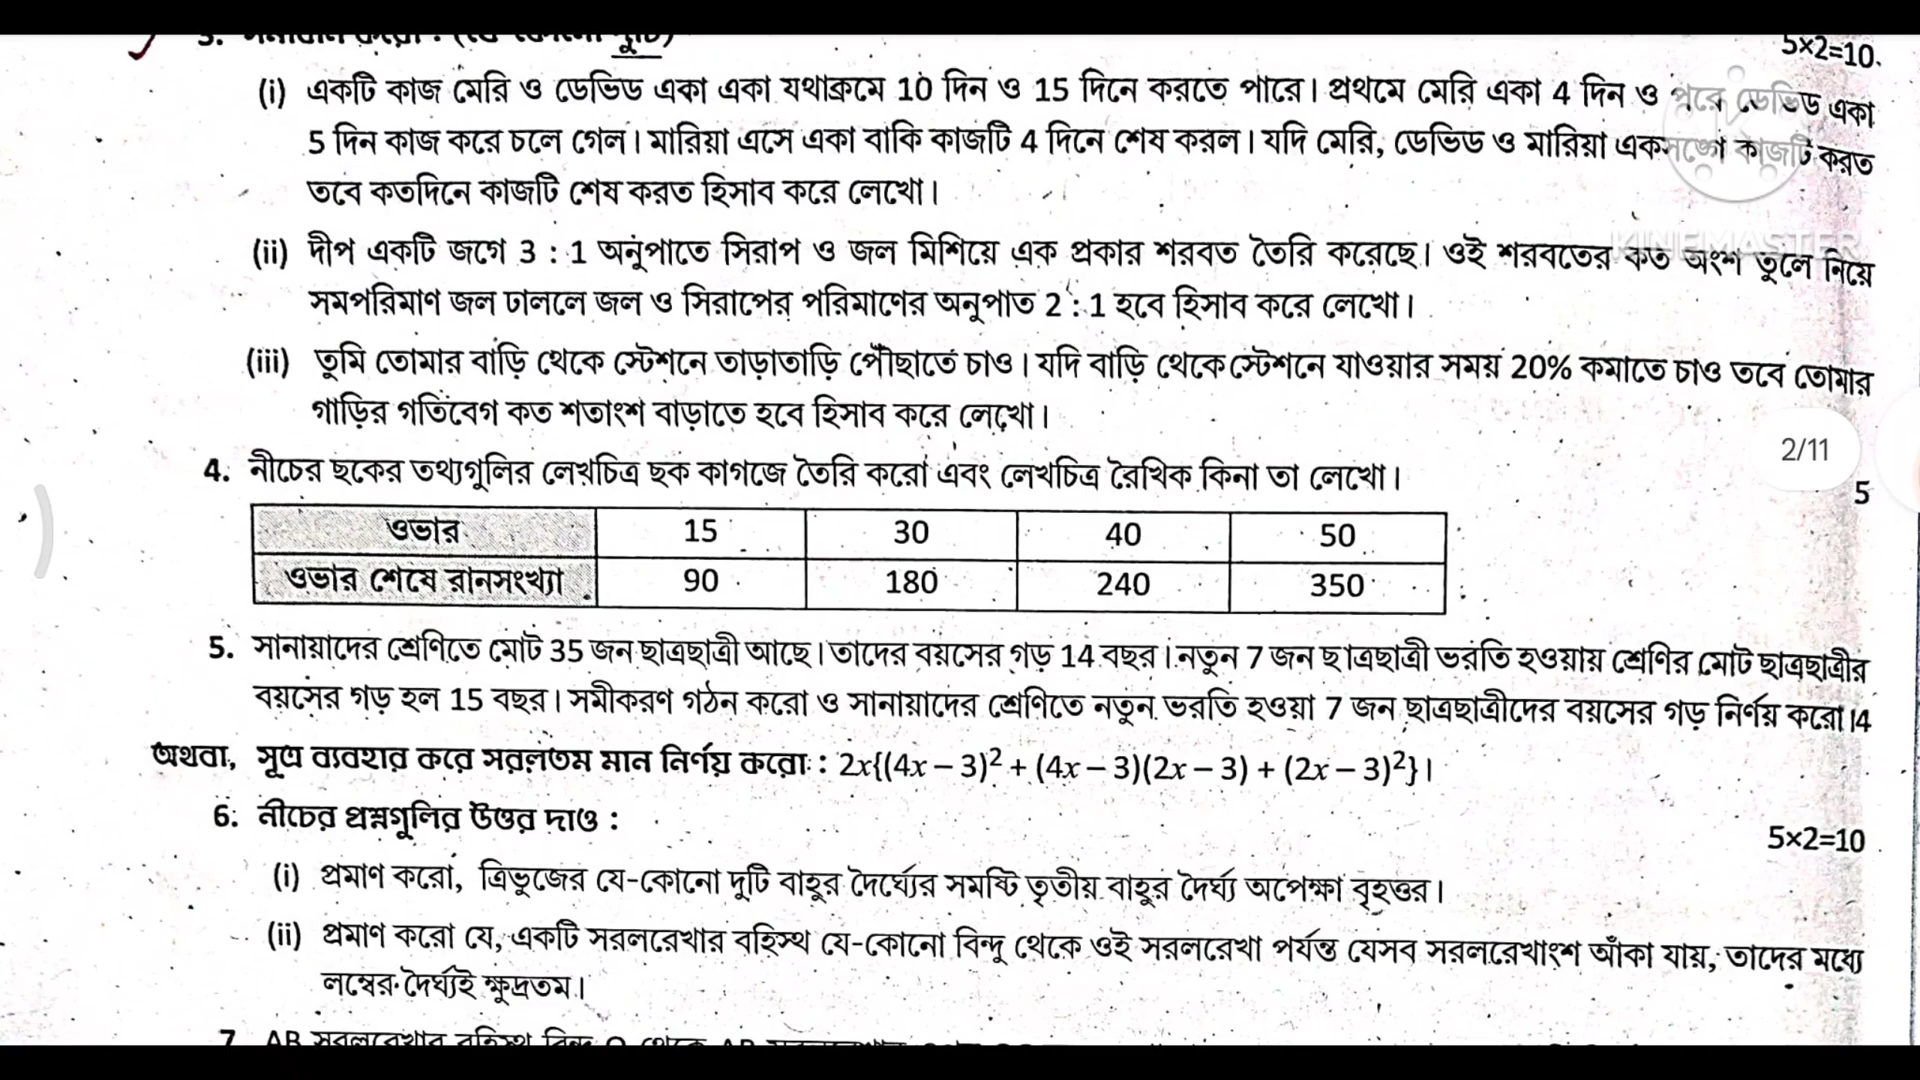 3. সমাধান করো : (যে কোনো দুটি) 5×2=10.
(i) একটি কাজ মেরি ও ডেভিড একা একা যথাক্রমে 10 দিন ও 15 দিনে করতে পারে। প্রথমে মেরি একা 4 দিন ও পরে ডেভিড একা
5 দিন কাজ করে চলে গেল। মারিয়া এসে একা বাকি কাজটি 4 দিনে শেষ করল। যদি মেরি, ডেভিড ও মারিয়া একসঙ্গে কাজটি করত
তবে কতদিনে কাজটি শেষ করত হিসাব করে লেখো।
KINEMASTER
(ii) দীপ একটি জগে 3 : 1 অনুপাতে সিরাপ ও জল মিশিয়ে এক প্রকার শরবত তৈরি করেছে। ওই শরবতের কত অংশ তুলে নিয়ে
সমপরিমাণ জল ঢাললে জল ও সিরাপের পরিমাণের অনুপাত 2 : 1 হবে হিসাব করে লেখো।
(iii) তুমি তোমার বাড়ি থেকে স্টেশনে তাড়াতাড়ি পৌঁছাতে চাও। যদি বাড়ি থেকে স্টেশনে যাওয়ার সময় 20% কমাতে চাও তবে তোমার
গাড়ির গতিবেগ কত শতাংশ বাড়াতে হবে হিসাব করে লেখো।
2/11
4. নীচের ছকের তথ্যগুলির লেখচিত্র ছক কাগজে তৈরি করো এবং লেখচিত্র রৈখিক কিনা তা লেখো। 5
ওভার 15 30 40 50
ওভার শেষে রানসংখ্যা 90 180 240 350
5. সানায়াদের শ্রেণিতে মোট 35 জন ছাত্রছাত্রী আছে। তাদের বয়সের গড় 14 বছর। নতুন 7 জন ছাত্রছাত্রী ভরতি হওয়ায় শ্রেণির মোট ছাত্রছাত্রীর
বয়সের গড় হল 15 বছর। সমীকরণ গঠন করো ও সানায়াদের শ্রেণিতে নতুন ভরতি হওয়া 7 জন ছাত্রছাত্রীদের বয়সের গড় নির্ণয় করো।4
অথবা, সূত্র ব্যবহার করে সরলতম মান নির্ণয় করো : 2x{(4x – 3)² + (4x – 3)(2x – 3) + (2x – 3)²}।
6. নীচের প্রশ্নগুলির উত্তর দাও : 5×2=10
(i) প্রমাণ করো, ত্রিভুজের যে-কোনো দুটি বাহুর দৈর্ঘ্যের সমষ্টি তৃতীয় বাহুর দৈর্ঘ্য অপেক্ষা বৃহত্তর।
(ii) প্রমাণ করো যে, একটি সরলরেখার বহিস্থ যে-কোনো বিন্দু থেকে ওই সরলরেখা পর্যন্ত যেসব সরলরেখাংশ আঁকা যায়, তাদের মধ্যে
লম্বের দৈর্ঘ্যই ক্ষুদ্রতম।
7. AB সরলরেখার বহিস্থ বিন্দু O থেকে AB